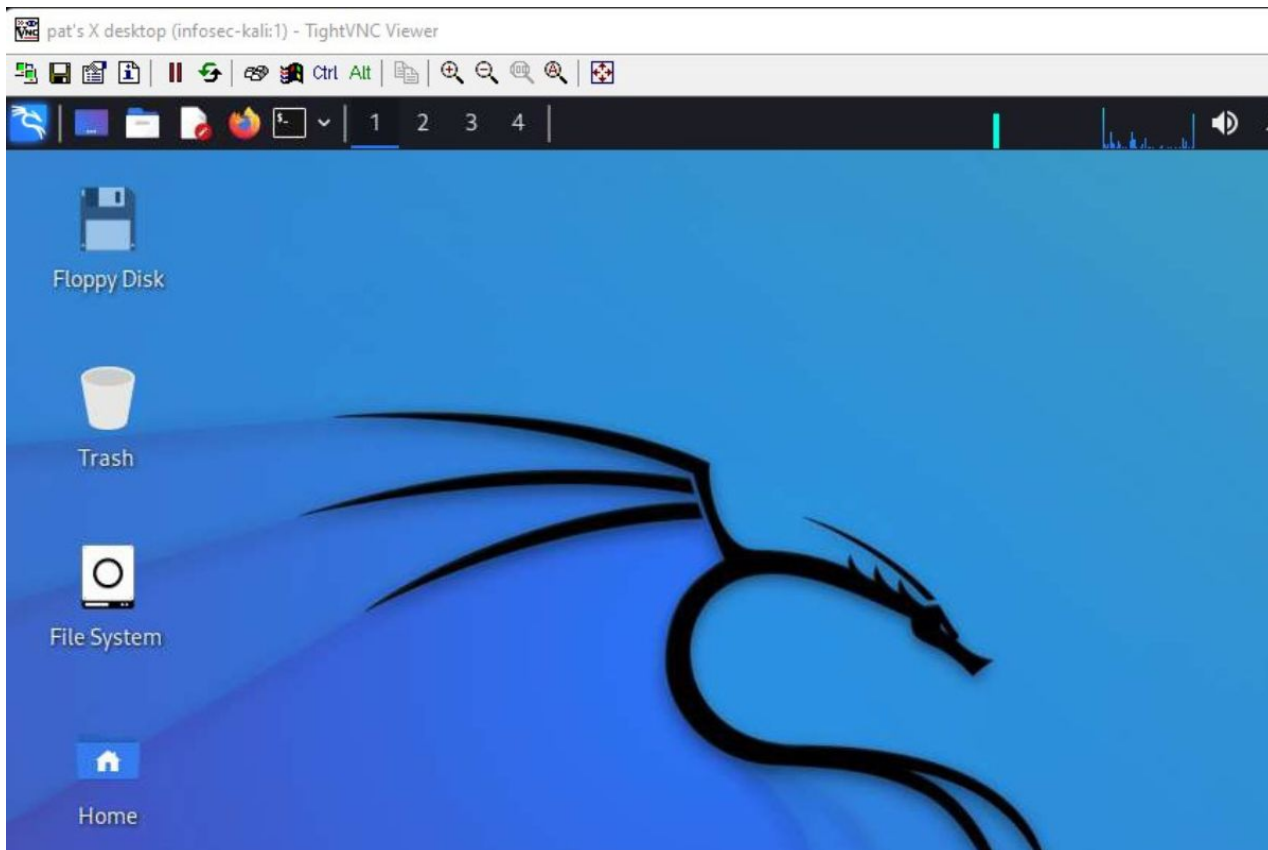 pat's X desktop (infosec-kali:1) - TightVNC Viewer
Ctrl Alt
1 2 3 4
Floppy Disk
Trash
File System
Home